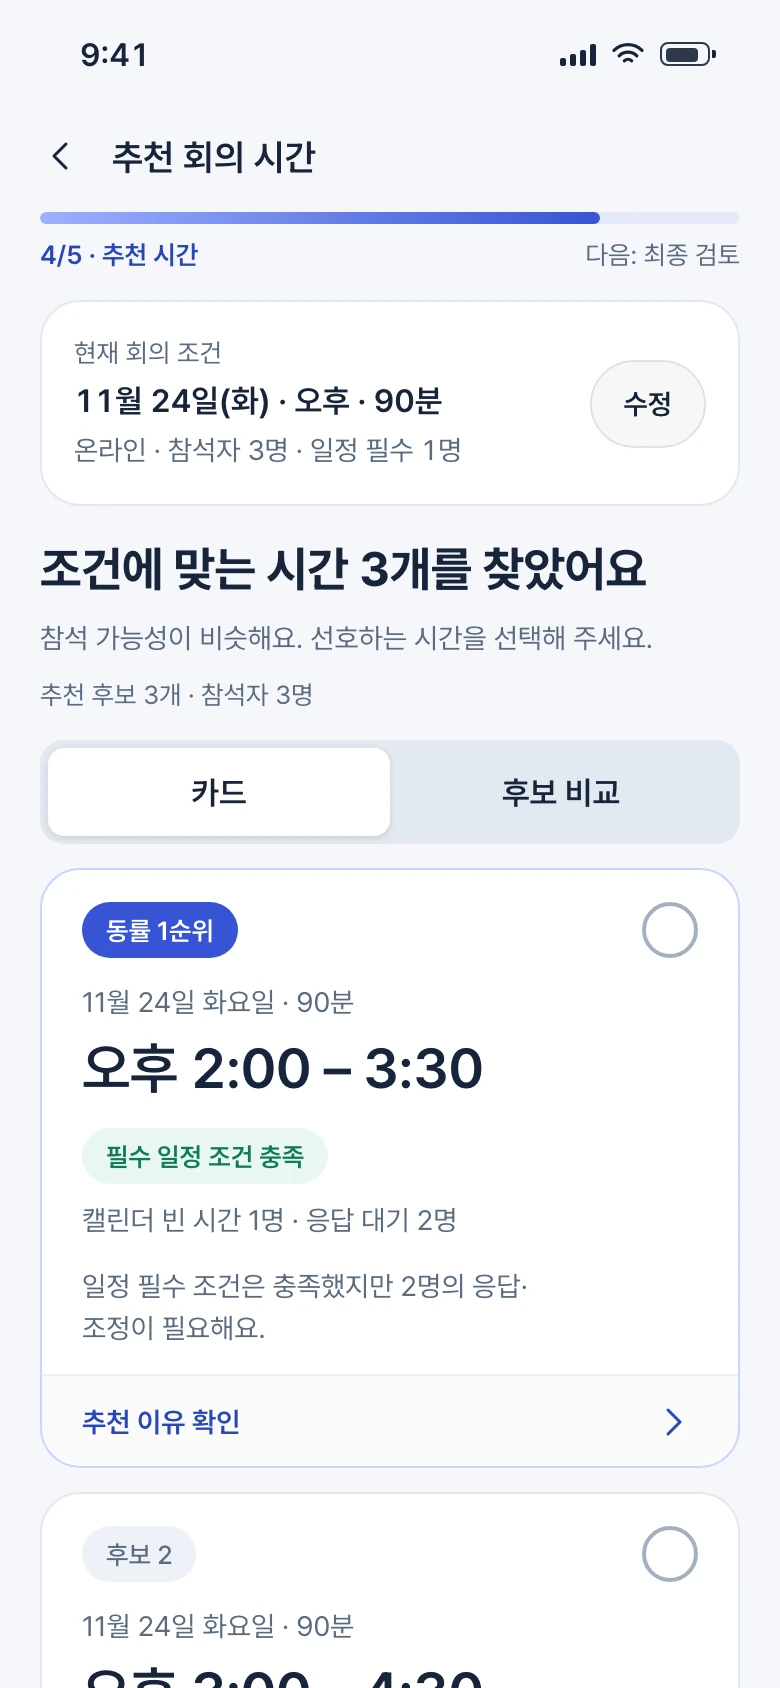 9:41
추천 회의 시간
4/5 · 추천 시간
다음: 최종 검토
현재 회의 조건
11월 24일(화) · 오후 · 90분
온라인 · 참석자 3명 · 일정 필수 1명
수정
조건에 맞는 시간 3개를 찾았어요
참석 가능성이 비슷해요. 선호하는 시간을 선택해 주세요.
추천 후보 3개 · 참석자 3명
카드
후보 비교
동률 1순위
11월 24일 화요일 · 90분
오후 2:00 – 3:30
필수 일정 조건 충족
캘린더 빈 시간 1명 · 응답 대기 2명
일정 필수 조건은 충족했지만 2명의 응답·
조정이 필요해요.
추천 이유 확인
후보 2
11월 24일 화요일 · 90분
오후 3:00 – 4:30